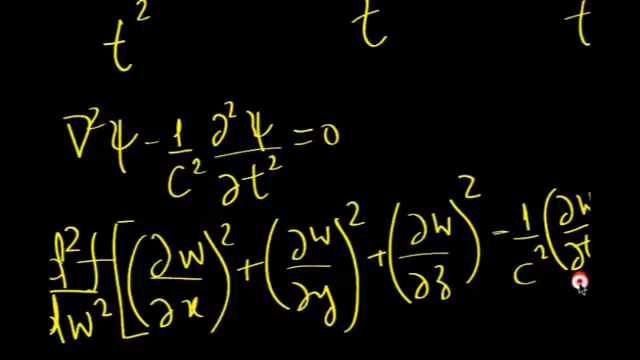 t² t t
∇²ψ - 1/C² ∂²ψ/∂t² = 0
d²f/dw² [(∂w/∂x)² + (∂w/∂y)² + (∂w/∂z)² - 1/C² (∂w/∂t